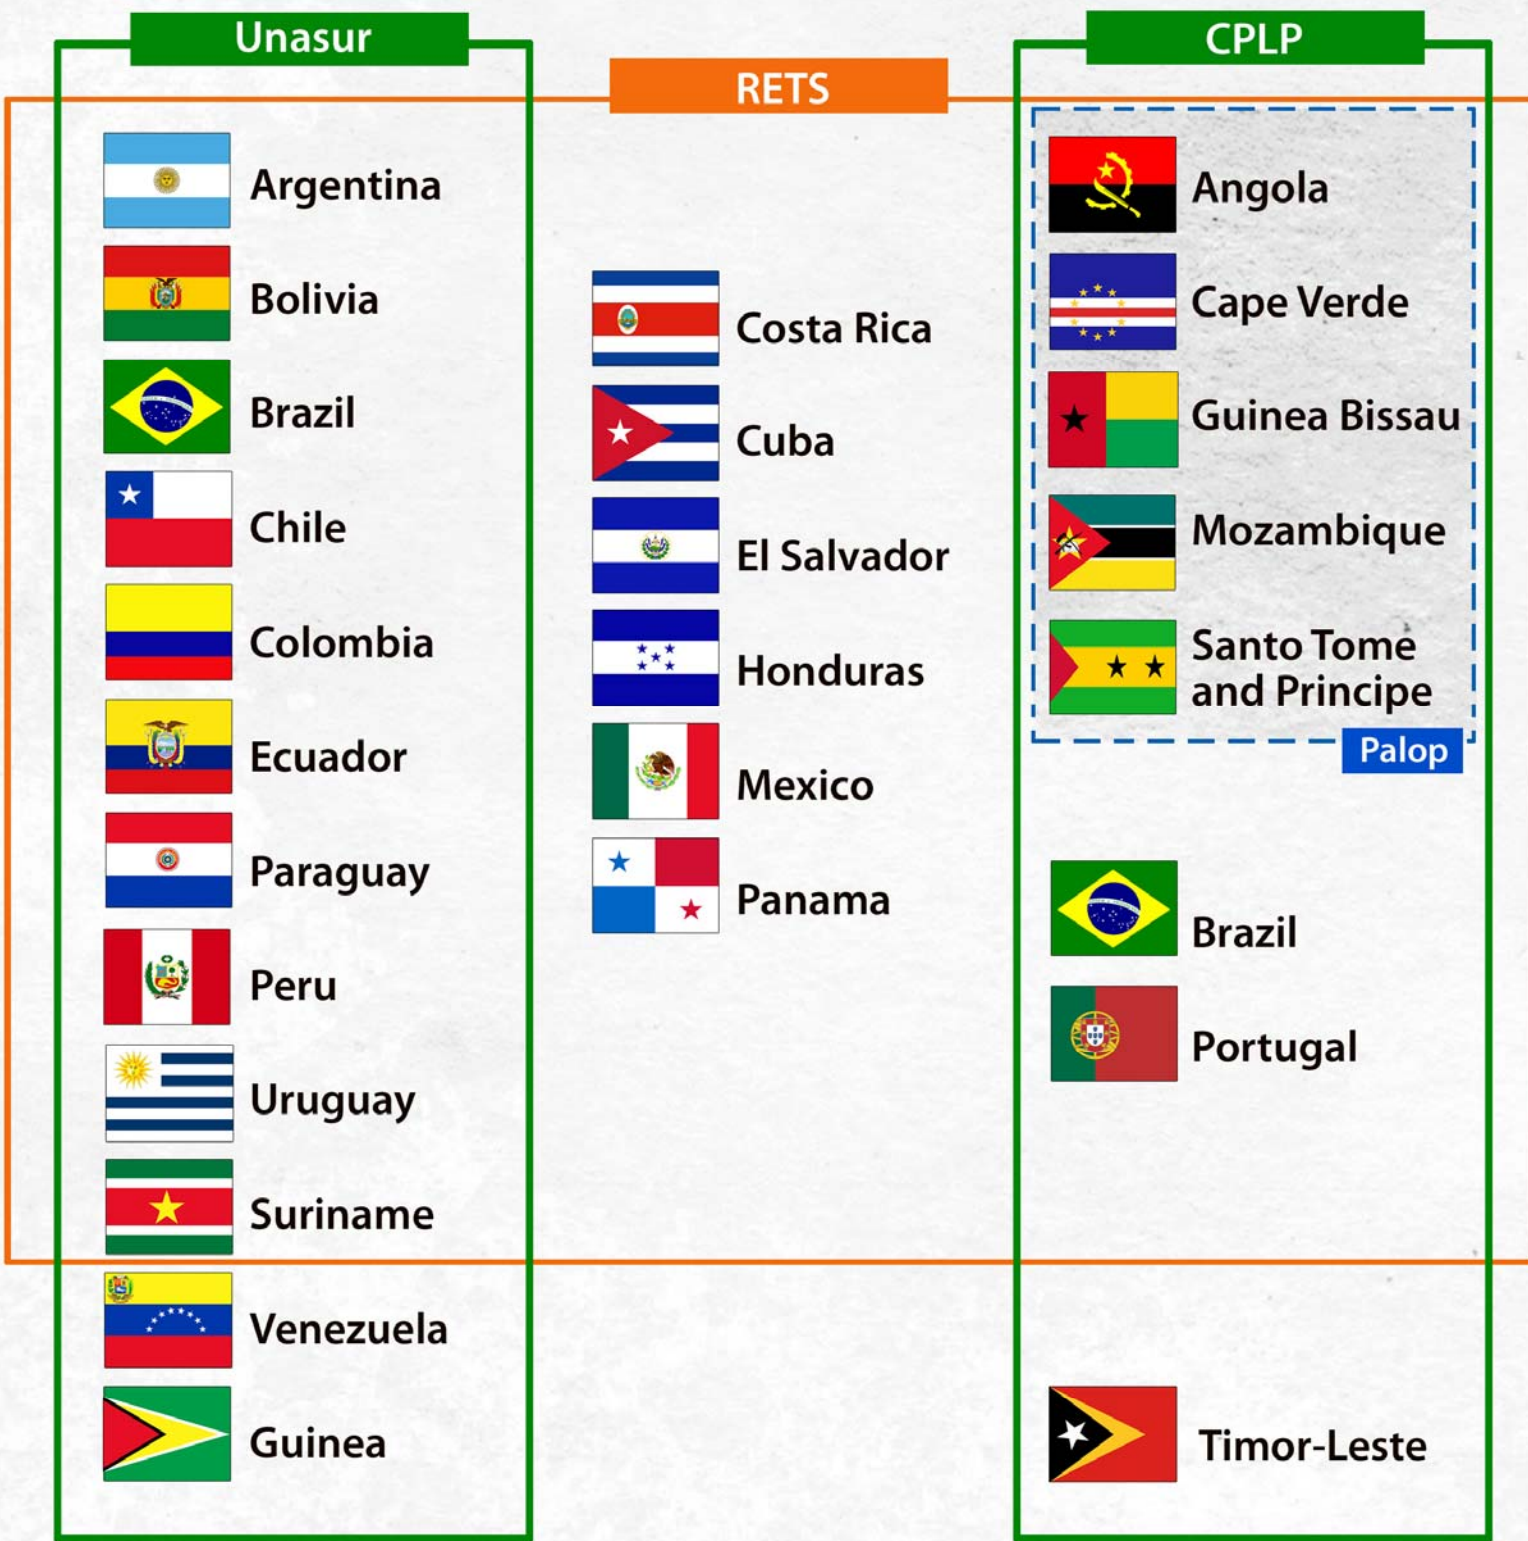 Unasur
Argentina
Bolivia
Brazil
Chile
Colombia
Ecuador
Paraguay
Peru
Uruguay
Suriname
Venezuela
Guinea
RETS
Costa Rica
Cuba
El Salvador
Honduras
Mexico
Panama
CPLP
Angola
Cape Verde
Guinea Bissau
Mozambique
Santo Tome
and Principe
Palop
Brazil
Portugal
Timor-Leste